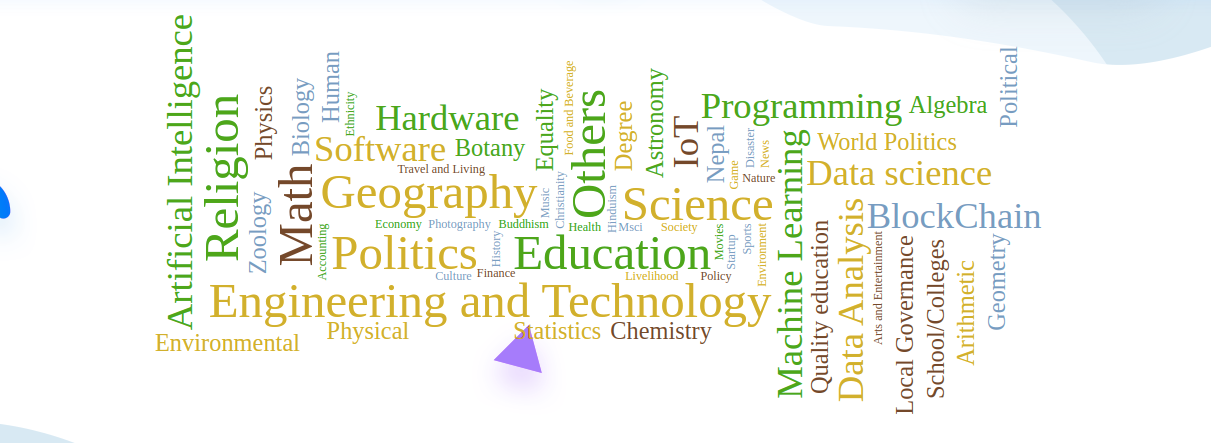 Artificial Intelligence
Religion
Physics
Biology
Human
Ethnicity
Hardware
Equality
Food and Beverage
Others
Degree
Astronomy
Programming
Algebra
Political
Software
Botany
IoT
Nepal
Disaster
News
World Politics
Travel and Living
Game
Nature
Data science
Zoology
Math
Geography
Music
Christianity
Hinduism
Science
Machine Learning
BlockChain
Economy
Photography
Buddhism
Health
Msci
Society
Accounting
Politics
History
Education
Movies
Startup
Sports
Environment
Quality education
Data Analysis
Arts and Entertainment
Local Governance
School/Colleges
Arithmetic
Geometry
Culture
Finance
Livelihood
Policy
Engineering and Technology
Environmental
Physical
Statistics
Chemistry